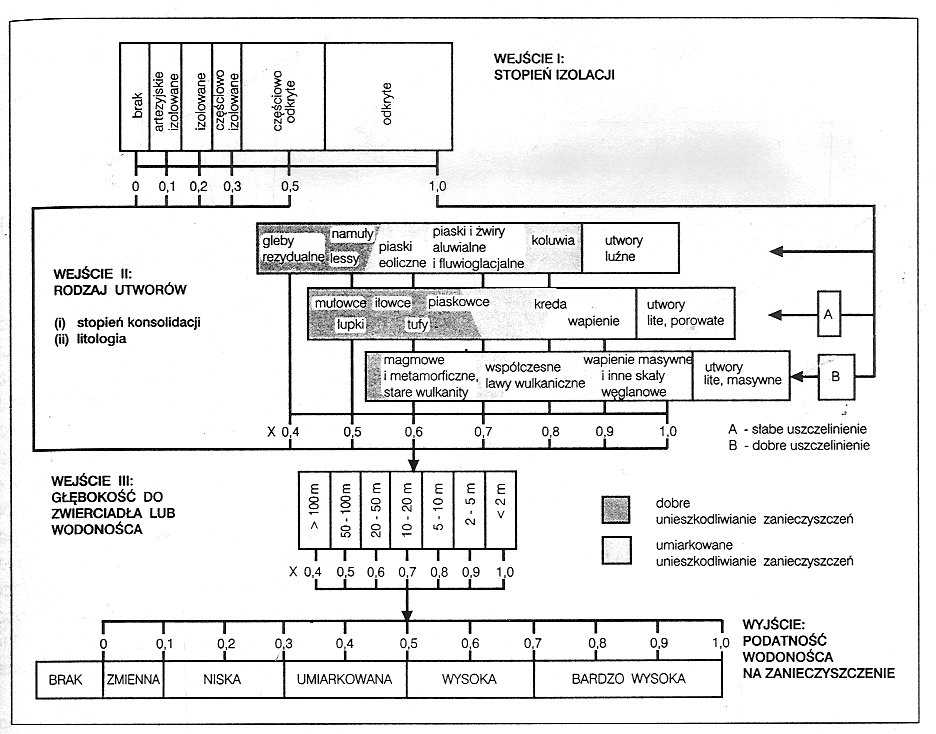 WEJŚCIE I:
STOPIEŃ IZOLACJI
brak
artezyjskie
izolowane
izolowane
częściowo
izolowane
częściowo
odkryte
odkryte
0 0,1 0,2 0,3 0,5 1,0
WEJŚCIE II:
RODZAJ UTWORÓW
(i) stopień konsolidacji
(ii) litologia
gleby
rezydualne
namuły
lessy
piaski
eoliczne
piaski i żwiry
aluwialne
i fluwioglacjalne
koluwia
utwory
luźne
mułowce iłowce piaskowce
łupki tufy
kreda
wapienie
utwory
lite, porowate
A
magmowe
i metamorficzne,
stare wulkanity
współczesne
lawy wulkaniczne
wapienie masywne
i inne skały
węglanowe
utwory
lite, masywne
B
X 0,4 0,5 0,6 0,7 0,8 0,9 1,0
A - słabe uszczelinienie
B - dobre uszczelinienie
WEJŚCIE III:
GŁĘBOKOŚĆ DO
ZWIERCIADŁA LUB
WODONOŚCA
> 100 m
50 - 100 m
20 - 50 m
10 - 20 m
5 - 10 m
2 - 5 m
< 2 m
X 0,4 0,5 0,6 0,7 0,8 0,9 1,0
dobre
unieszkodliwianie zanieczyszczeń
umiarkowane
unieszkodliwianie zanieczyszczeń
WYJŚCIE:
PODATNOŚĆ
WODONOŚCA
NA ZANIECZYSZCZENIE
0 0,1 0,2 0,3 0,4 0,5 0,6 0,7 0,8 0,9 1,0
BRAK ZMIENNA NISKA UMIARKOWANA WYSOKA BARDZO WYSOKA